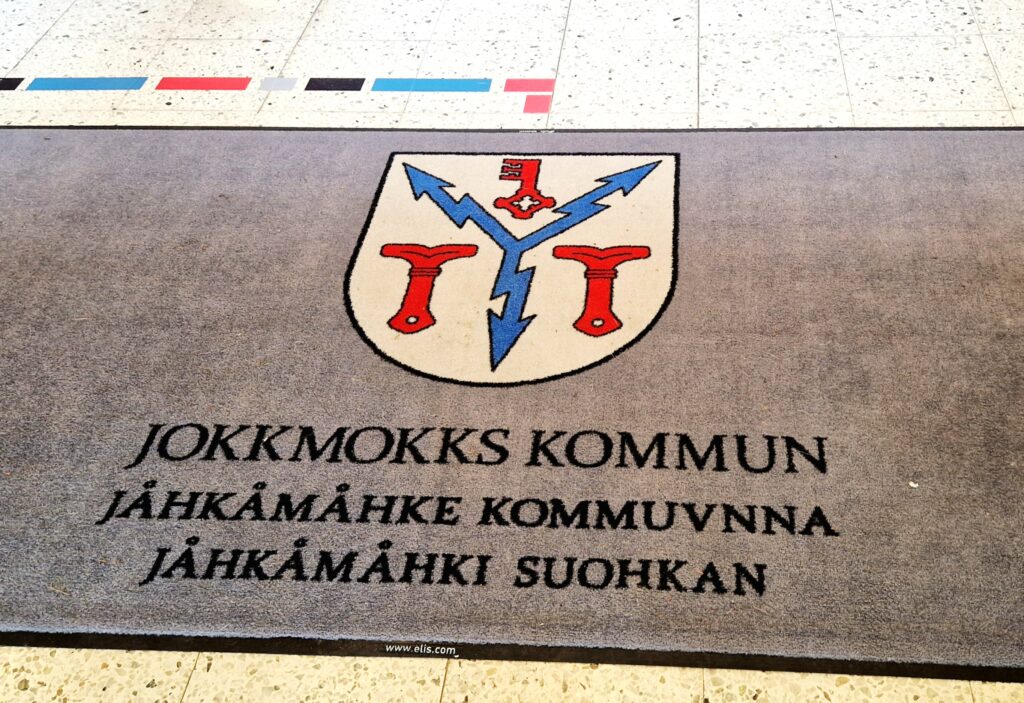 JOKKMOKKS KOMMUN
JÅHKÅMÅHKE KOMMUVNNA
JÅHKÅMÅHKI SUOHKAN
www.elis.com